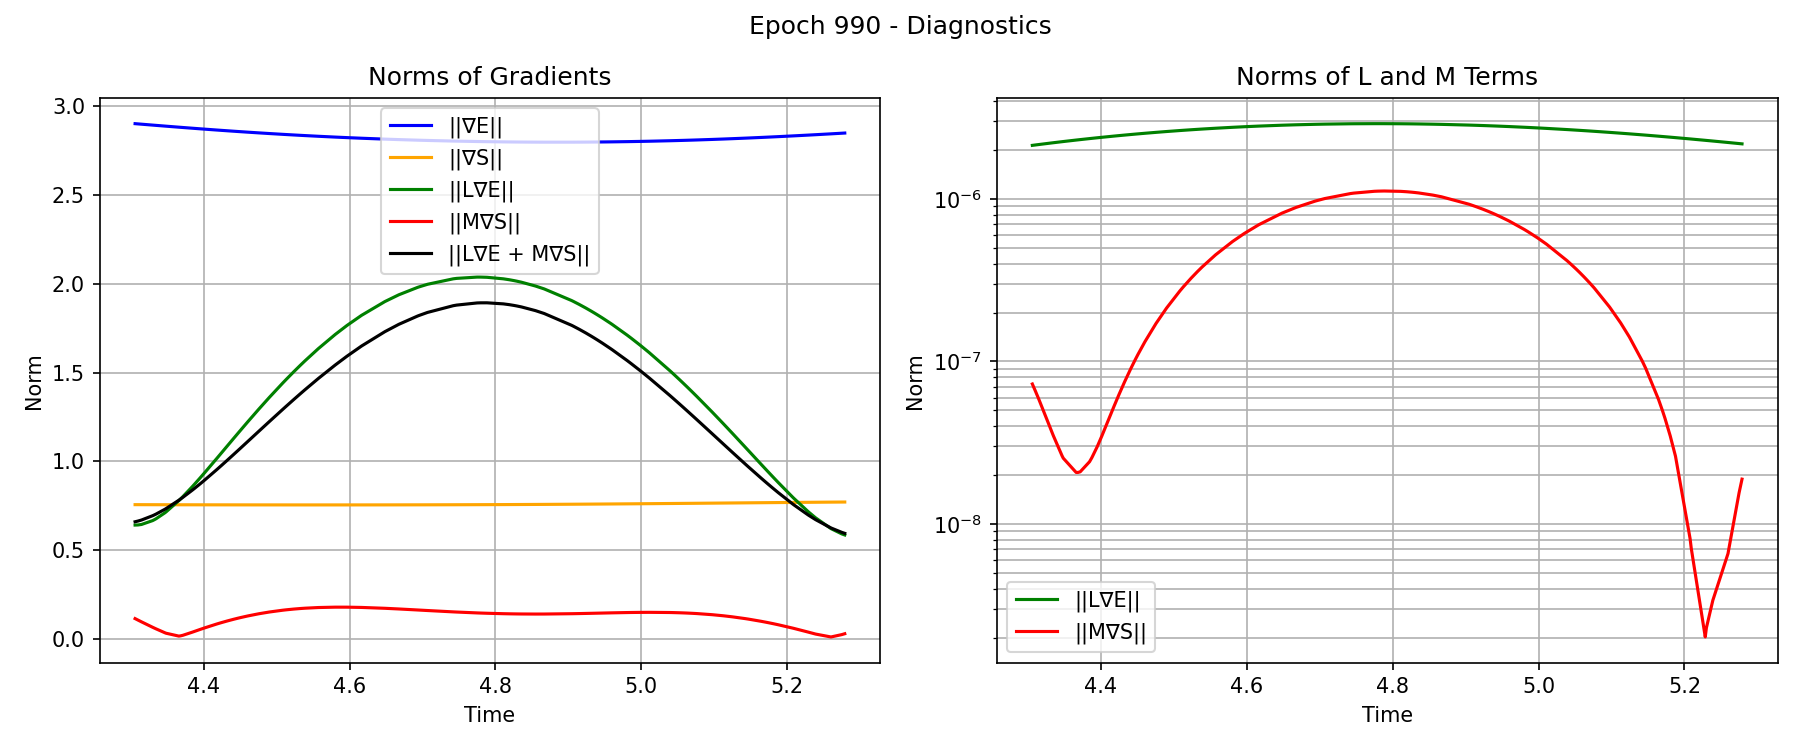 Epoch 990 - Diagnostics
Norms of Gradients
Norm
3.0
2.5
2.0
1.5
1.0
0.5
0.0
||∇E||
||∇S||
||L∇E||
||M∇S||
||L∇E + M∇S||
4.4 4.6 4.8 5.0 5.2
Time
Norms of L and M Terms
Norm
10⁻⁶
10⁻⁷
10⁻⁸
||L∇E||
||M∇S||
4.4 4.6 4.8 5.0 5.2
Time